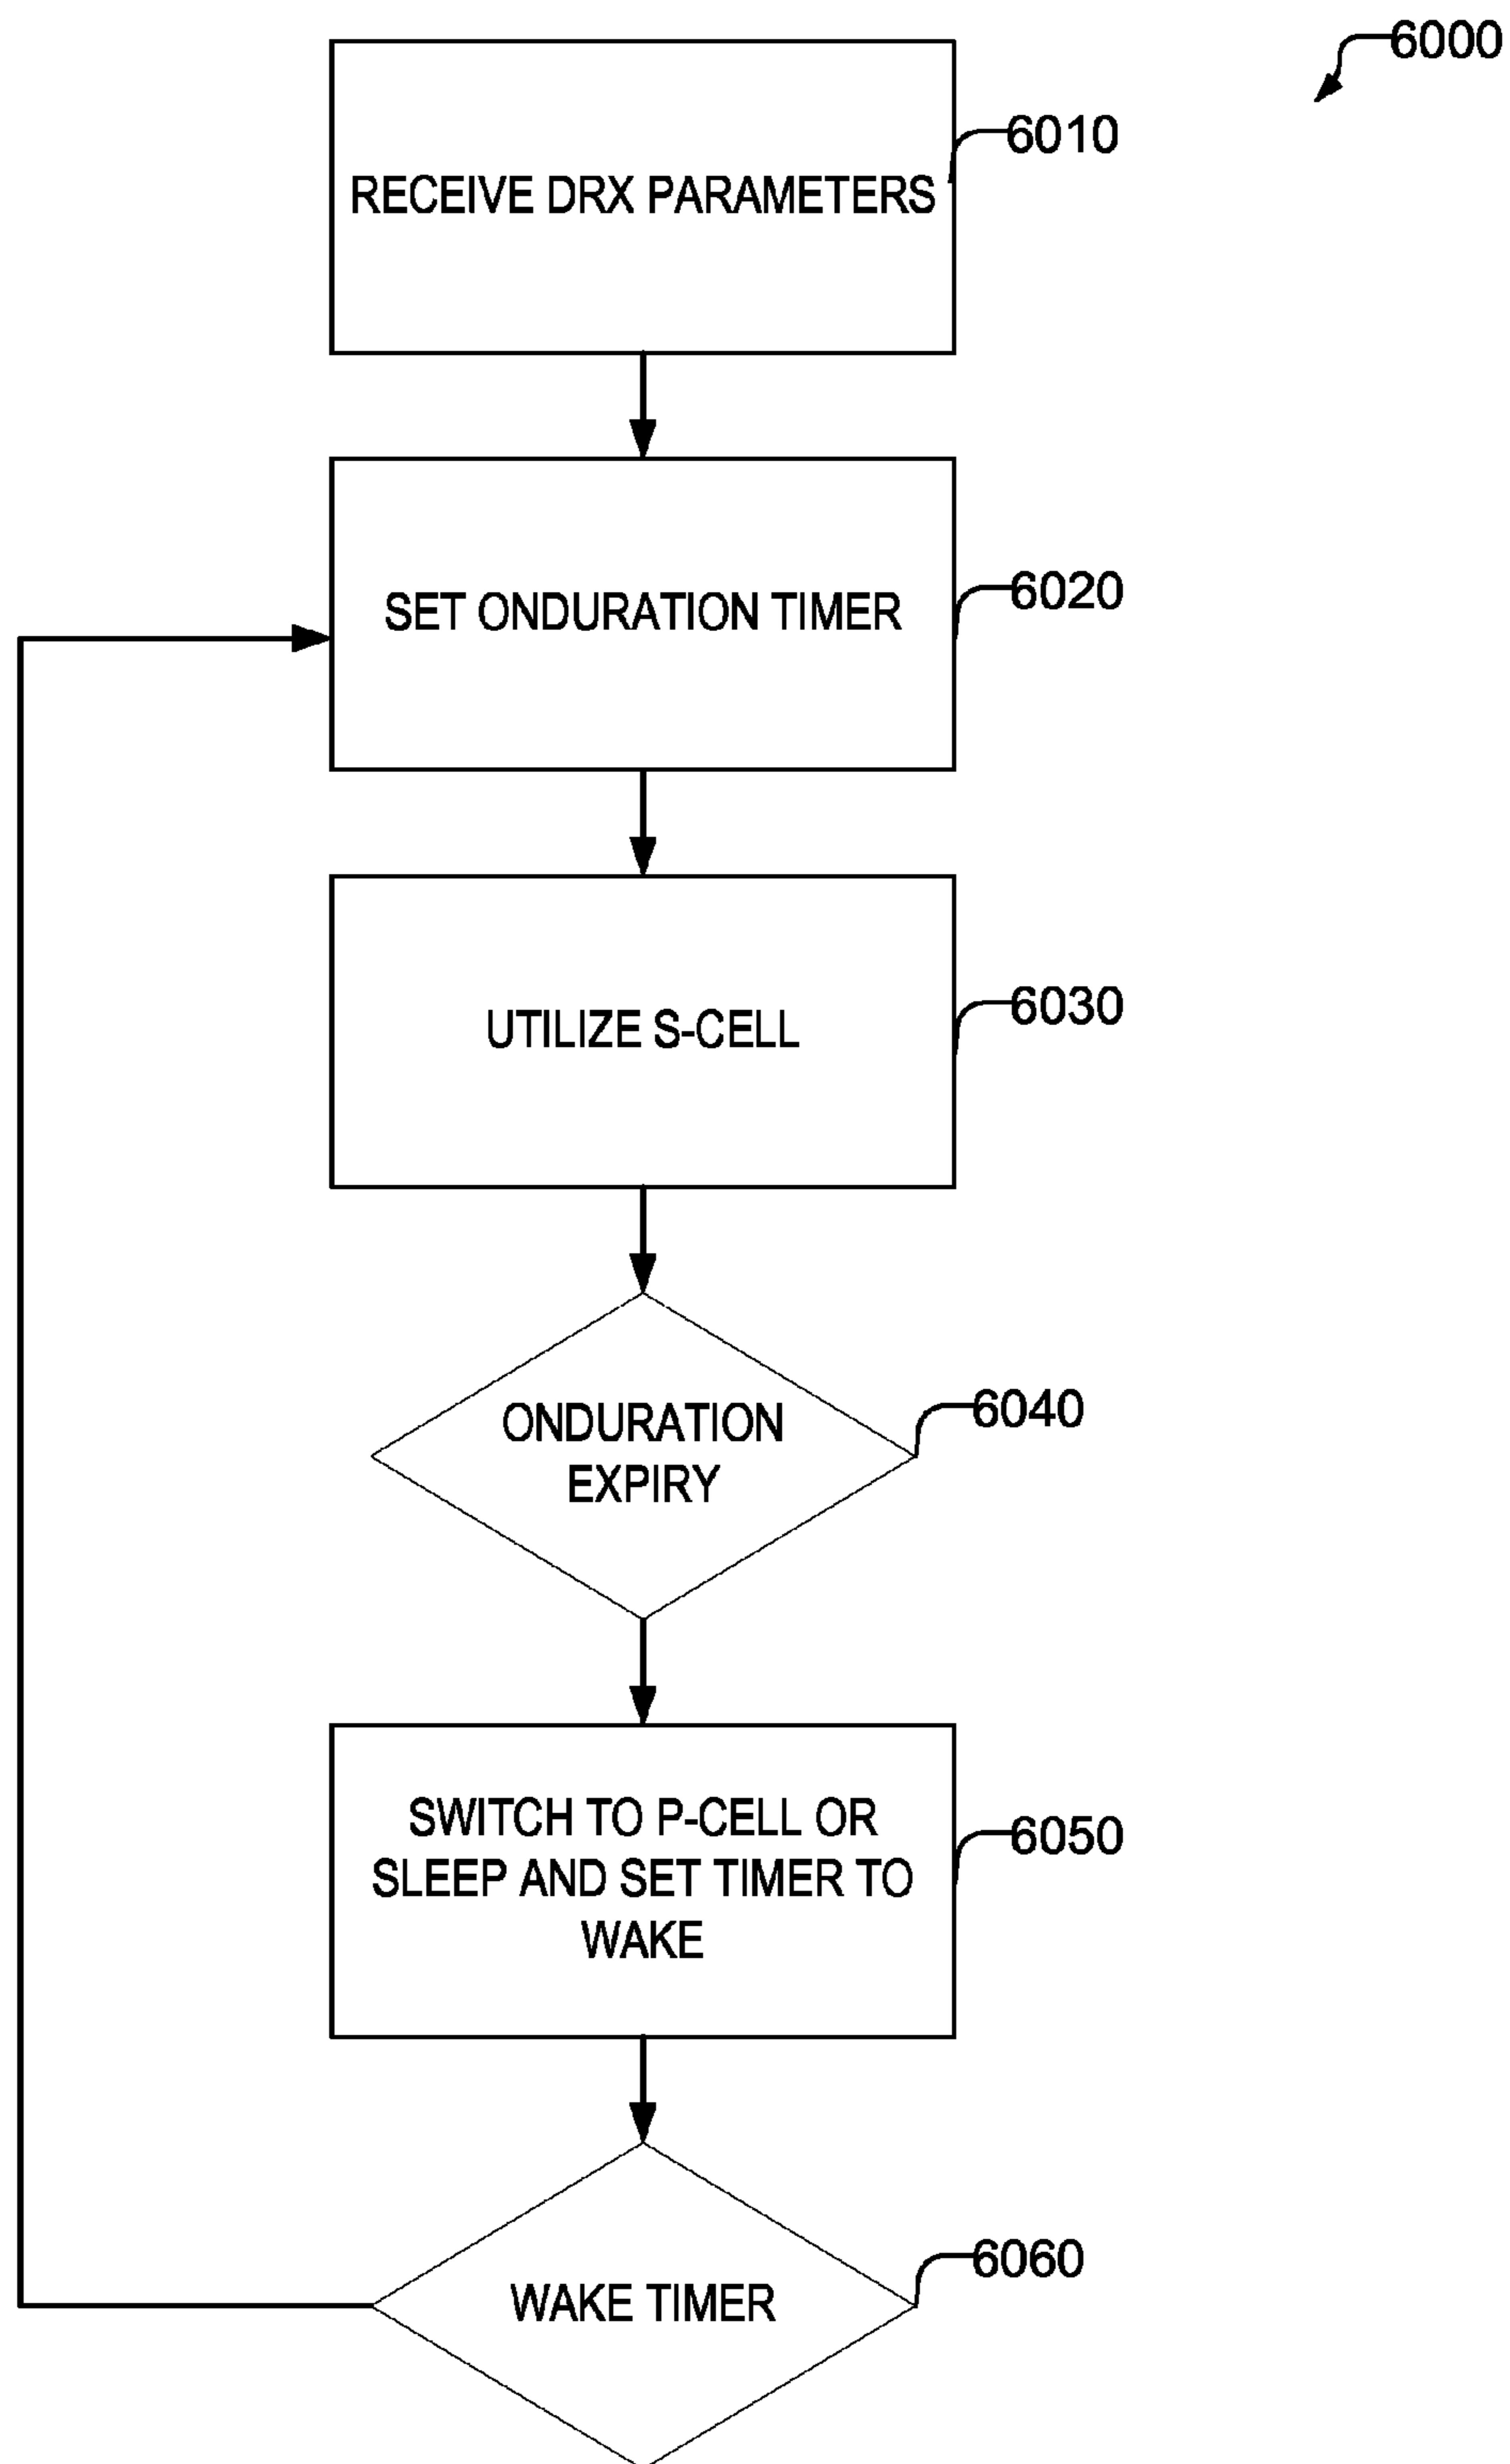 6000
6010
RECEIVE DRX PARAMETERS
6020
SET ONDURATION TIMER
6030
UTILIZE S-CELL
6040
ONDURATION
EXPIRY
6050
SWITCH TO P-CELL OR
SLEEP AND SET TIMER TO
WAKE
6060
WAKE TIMER